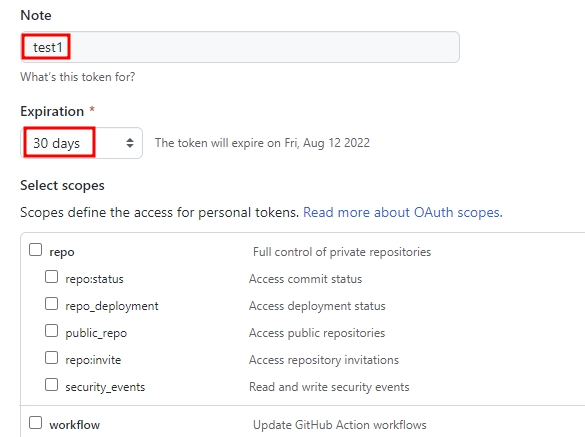 Note
test1
What's this token for?
Expiration *
30 days The token will expire on Fri, Aug 12 2022
Select scopes
Scopes define the access for personal tokens. Read more about OAuth scopes.
repo Full control of private repositories
repo:status Access commit status
repo_deployment Access deployment status
public_repo Access public repositories
repo:invite Access repository invitations
security_events Read and write security events
workflow Update GitHub Action workflows